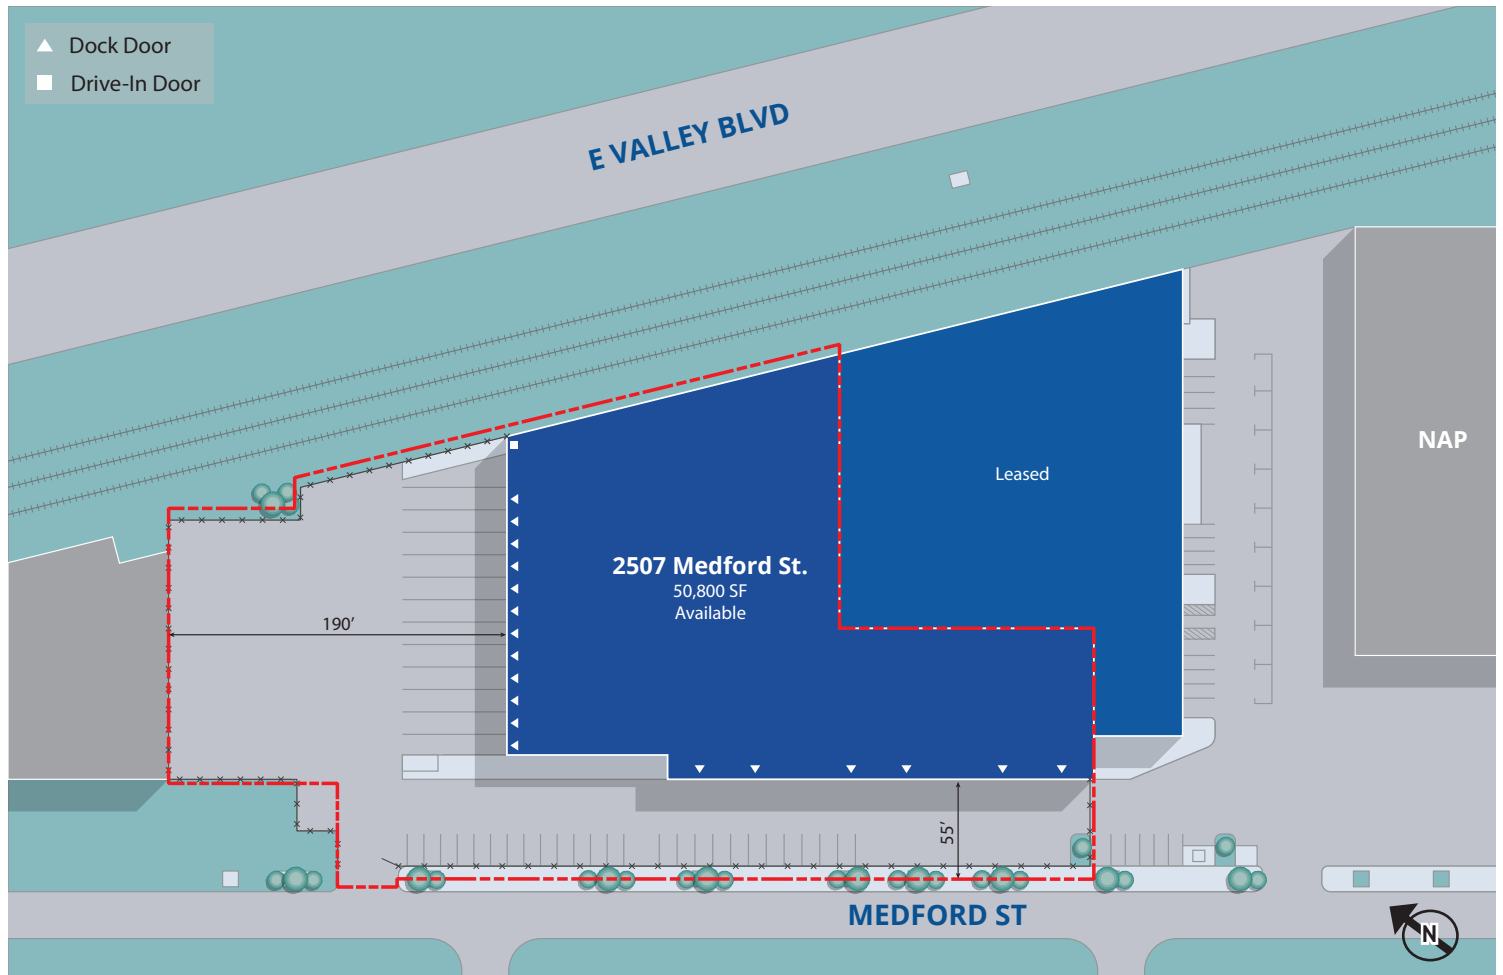 Dock Door
Drive-In Door
E VALLEY BLVD
NAP
Leased
2507 Medford St.
50,800 SF
Available
190’
55’
MEDFORD ST
N